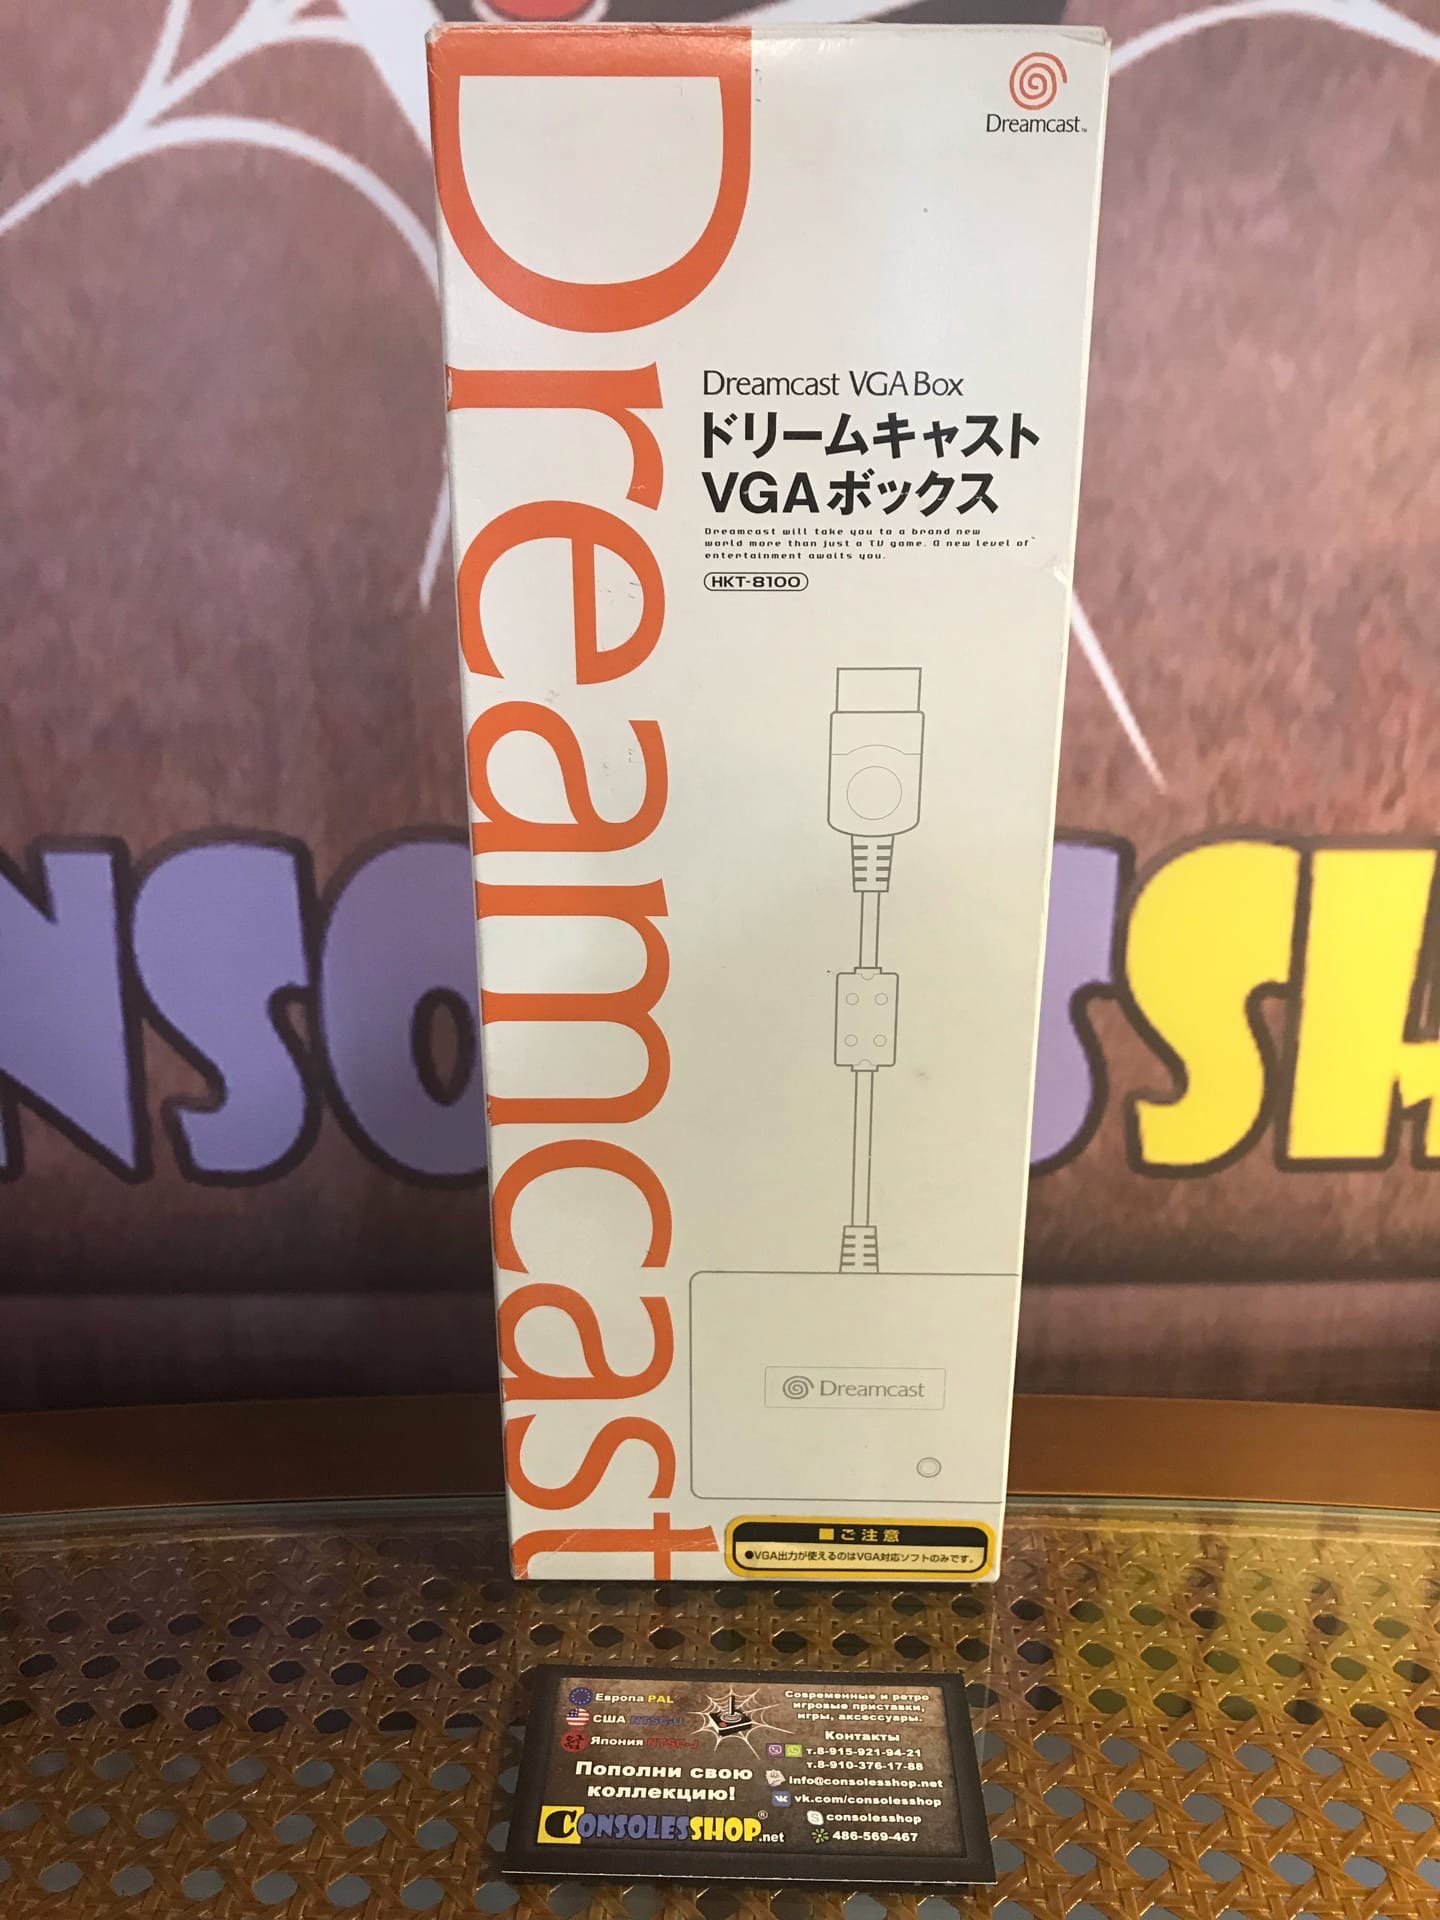 Dreamcast
Dreamcast™
Dreamcast VGA Box
ドリームキャスト
VGAボックス
Dreamcast will take you to a brand new
world more than just a TV game. A new level of
entertainment awaits you.
HKT-8100
Dreamcast
■ご注意
●VGA出力が使えるのはVGA対応ソフトのみです。
NSO
SSH
Европа PAL
США NTSC-U
Япония NTSC-J
Пополни свою
коллекцию!
CONSOLESSHOP®.net
Современные и ретро
игровые приставки,
игры, аксессуары.
Контакты
т.8-915-921-94-21
т.8-910-376-17-88
info@consolesshop.net
vk.com/consolesshop
consolesshop
486-569-467